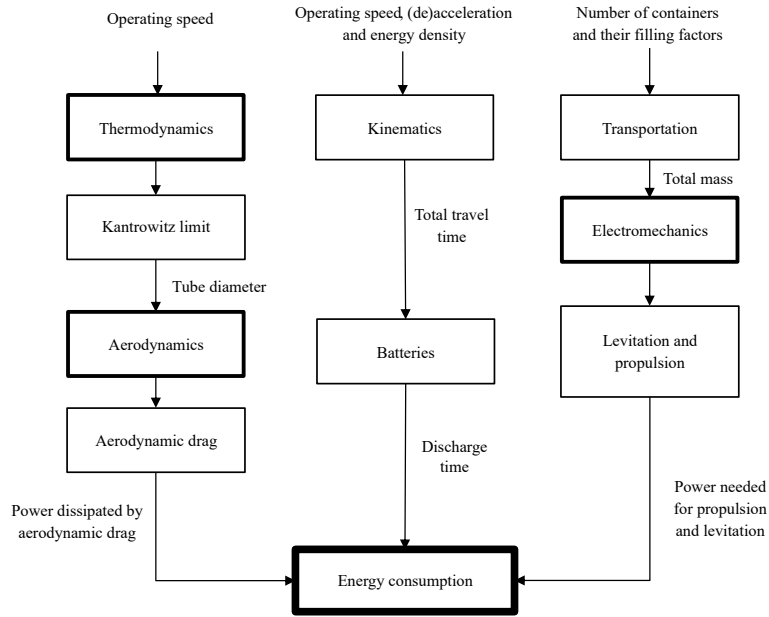 Operating speed
Thermodynamics
Kantrowitz limit
Tube diameter
Aerodynamics
Aerodynamic drag
Power dissipated by
aerodynamic drag
Operating speed, (de)acceleration
and energy density
Kinematics
Total travel
time
Batteries
Discharge
time
Number of containers
and their filling factors
Transportation
Total mass
Electromechanics
Levitation and
propulsion
Power needed
for propulsion
and levitation
Energy consumption